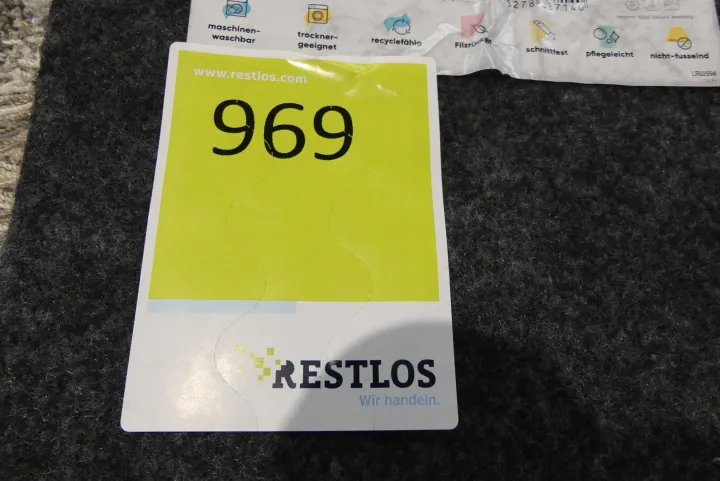 maschinen-
waschbar
trockner-
geeignet
recyclefähig
schnittfest
pflegeleicht
nicht-fusselnd
www.restlos.com
969
RESTLOS
Wir handeln.